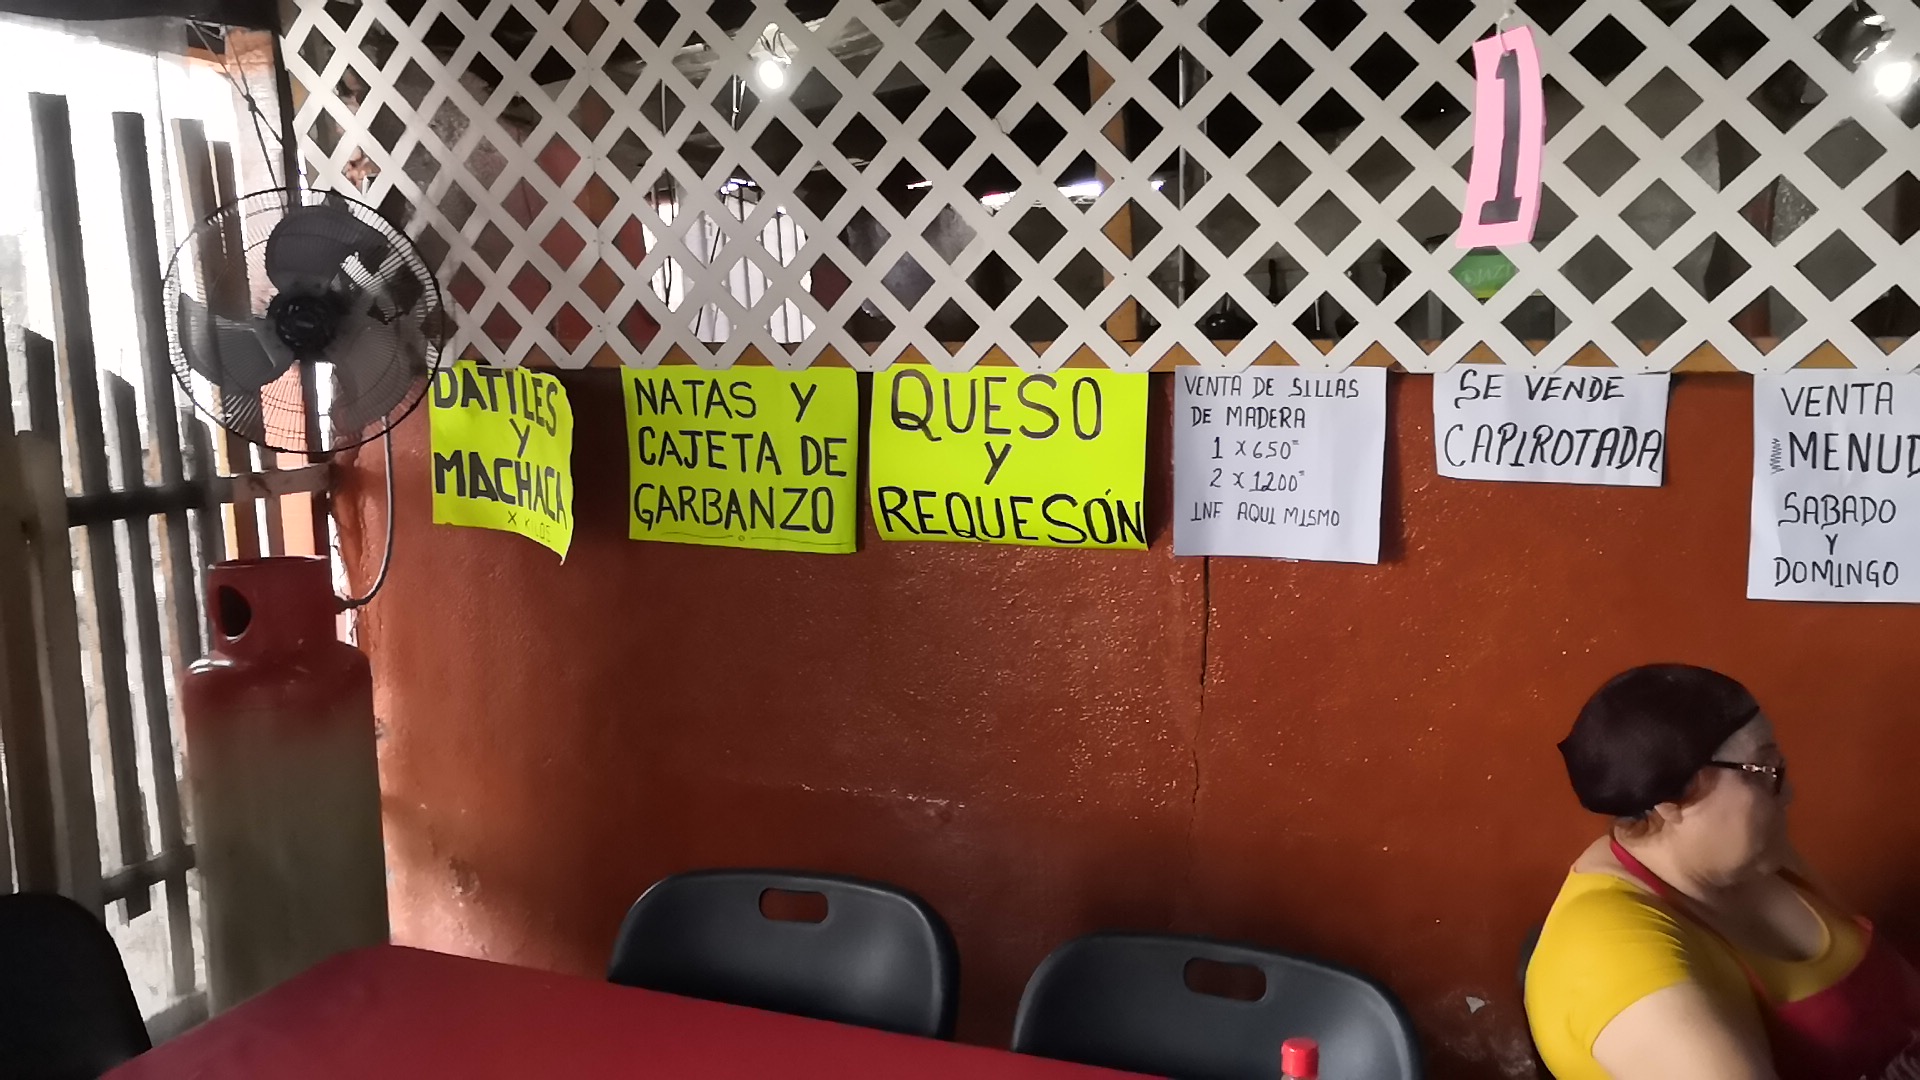 1
DATILES
Y
MACHACA
X KILOS
NATAS Y
CAJETA DE
GARBANZO
QUESO
Y
REQUESÓN
VENTA DE SILLAS
DE MADERA
1 X 650=
2 X 1200=
INF AQUI MISMO
SE VENDE
CAPIROTADA
VENTA
MENUD
SABADO
Y
DOMINGO